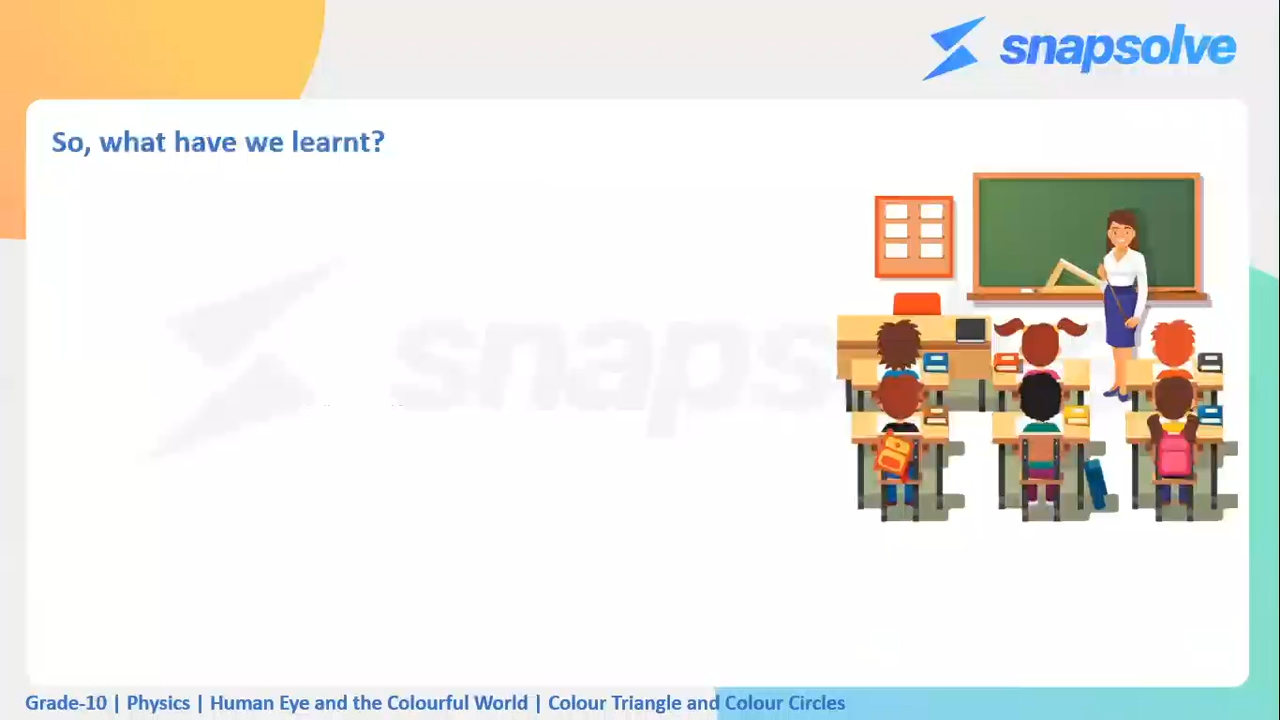 snapsolve
So, what have we learnt?
snaps
Grade-10 | Physics | Human Eye and the Colourful World | Colour Triangle and Colour Circles